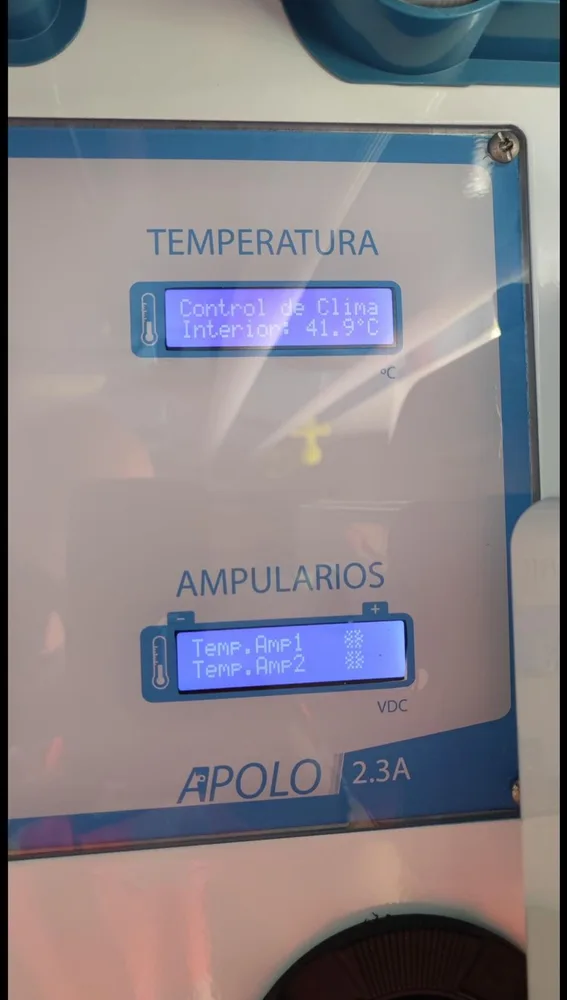 TEMPERATURA
Control de Clima
Interior: 41.9°C
°C
AMPULARIOS
- +
Temp.Amp1 ※
Temp.Amp2 ※
VDC
APOLO 2.3A